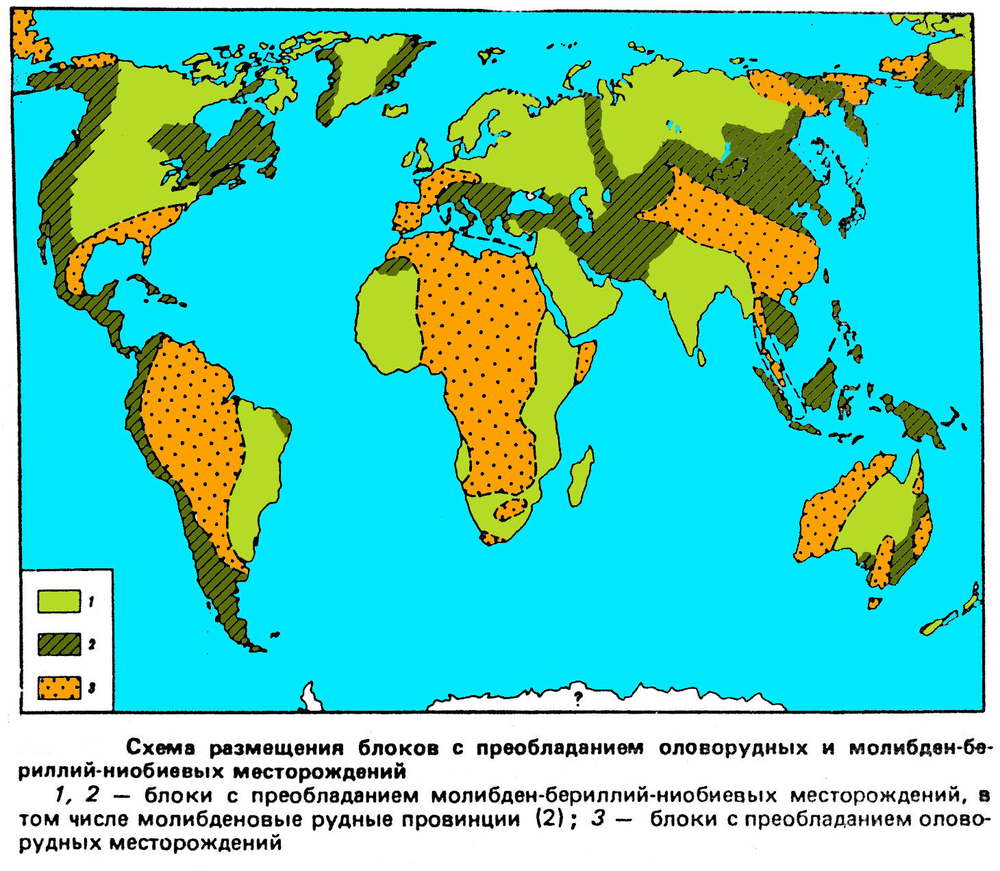 ?
1
2
3
Схема размещения блоков с преобладанием оловорудных и молибден-бе-
риллий-ниобиевых месторождений
1, 2 — блоки с преобладанием молибден-бериллий-ниобиевых месторождений, в
том числе молибденовые рудные провинции (2); 3 — блоки с преобладанием олово-
рудных месторождений